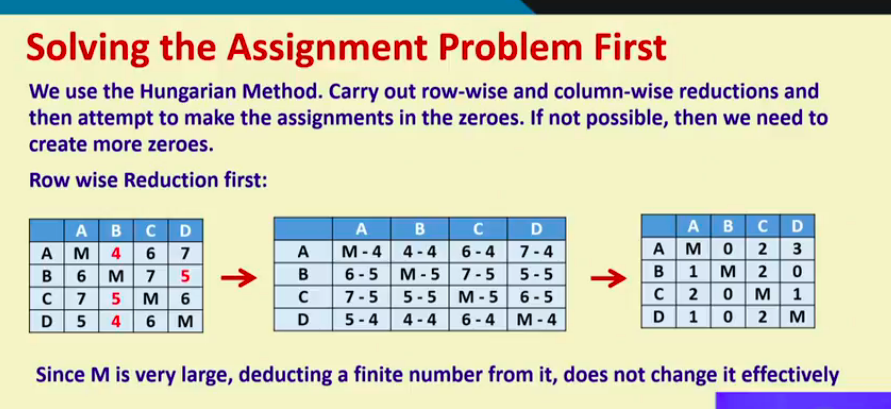 Solving the Assignment Problem First
We use the Hungarian Method. Carry out row-wise and column-wise reductions and
then attempt to make the assignments in the zeroes. If not possible, then we need to
create more zeroes.
Row wise Reduction first:
A B C D
A M 4 6 7
B 6 M 7 5
C 7 5 M 6
D 5 4 6 M
A B C D
A M - 4 4 - 4 6 - 4 7 - 4
B 6 - 5 M - 5 7 - 5 5 - 5
C 7 - 5 5 - 5 M - 5 6 - 5
D 5 - 4 4 - 4 6 - 4 M - 4
A B C D
A M 0 2 3
B 1 M 2 0
C 2 0 M 1
D 1 0 2 M
Since M is very large, deducting a finite number from it, does not change it effectively